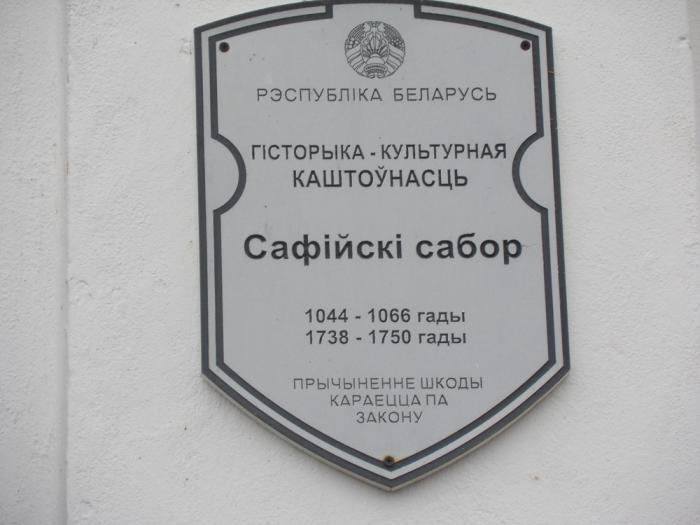 РЭСПУБЛІКА БЕЛАРУСЬ
ГІСТОРЫКА - КУЛЬТУРНАЯ
КАШТОЎНАСЦЬ
Сафійскі сабор
1044 - 1066 гады
1738 - 1750 гады
ПРЫЧЫНЕННЕ ШКОДЫ
КАРАЕЦЦА ПА
ЗАКОНУ